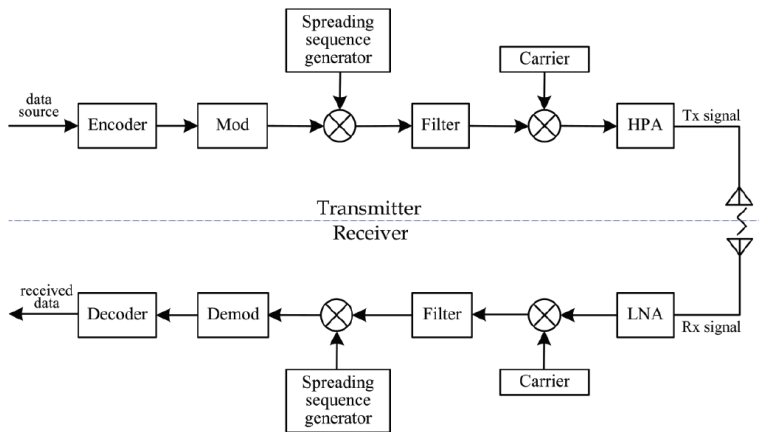 Spreading
sequence
generator
Carrier
data
source
Encoder
Mod
Filter
HPA
Tx signal
Transmitter
Receiver
received
data
Decoder
Demod
Filter
LNA
Rx signal
Spreading
sequence
generator
Carrier